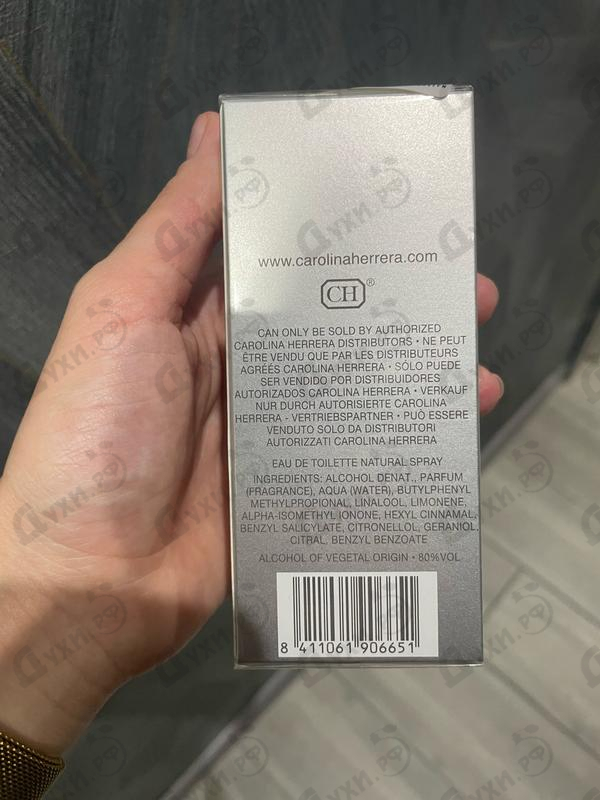 www.carolinaherrera.com
CH®
CAN ONLY BE SOLD BY AUTHORIZED
CAROLINA HERRERA DISTRIBUTORS • NE PEUT
ÊTRE VENDU QUE PAR LES DISTRIBUTEURS
AGRÉÉS CAROLINA HERRERA • SÓLO PUEDE
SER VENDIDO POR DISTRIBUIDORES
AUTORIZADOS CAROLINA HERRERA • VERKAUF
NUR DURCH AUTORISIERTE CAROLINA
HERRERA - VERTRIEBSPARTNER • PUÒ ESSERE
VENDUTO SOLO DA DISTRIBUTORI
AUTORIZZATI CAROLINA HERRERA
EAU DE TOILETTE NATURAL SPRAY
INGREDIENTS: ALCOHOL DENAT., PARFUM
(FRAGRANCE), AQUA (WATER), BUTYLPHENYL
METHYLPROPIONAL, LINALOOL, LIMONENE,
ALPHA-ISOMETHYL IONONE, HEXYL CINNAMAL,
BENZYL SALICYLATE, CITRONELLOL, GERANIOL,
CITRAL, BENZYL BENZOATE
ALCOHOL OF VEGETAL ORIGIN • 80%VOL
8 411061 906651
Духи.рф